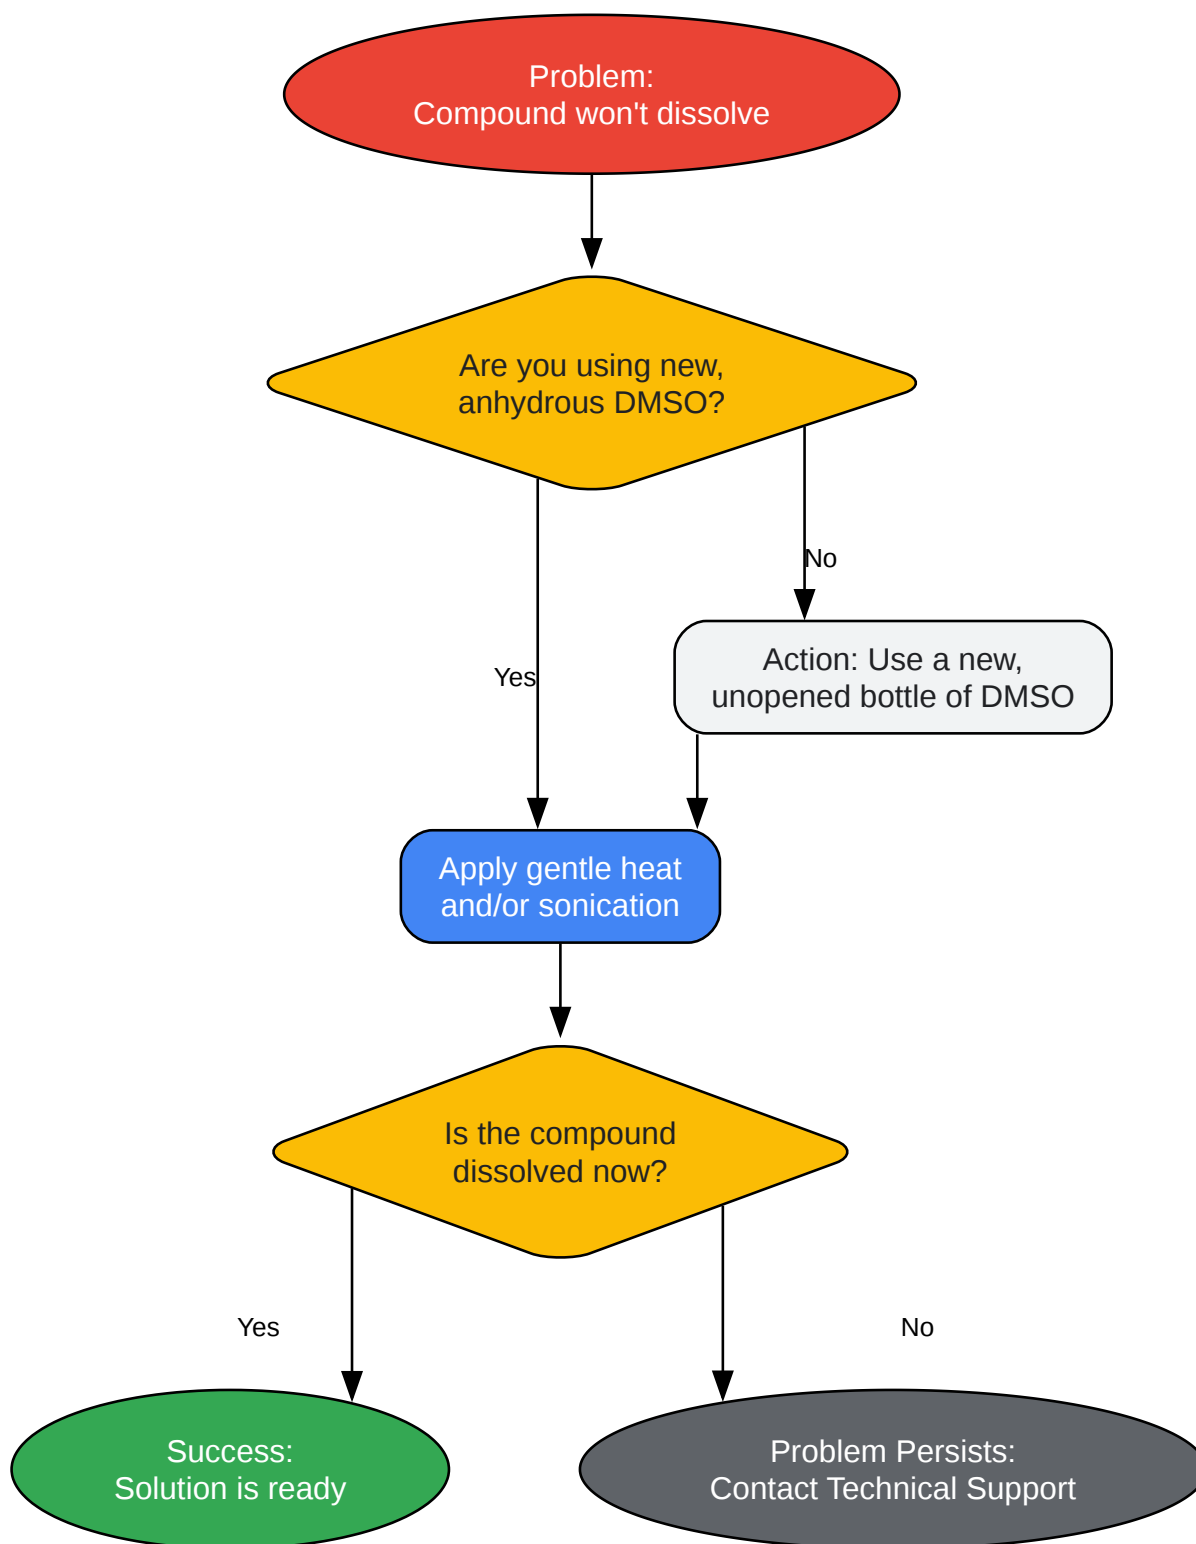 Problem:
Compound won't dissolve
Are you using new,
anhydrous DMSO?
No
Action: Use a new,
unopened bottle of DMSO
Yes
Apply gentle heat
and/or sonication
Is the compound
dissolved now?
Yes
No
Success:
Solution is ready
Problem Persists:
Contact Technical Support